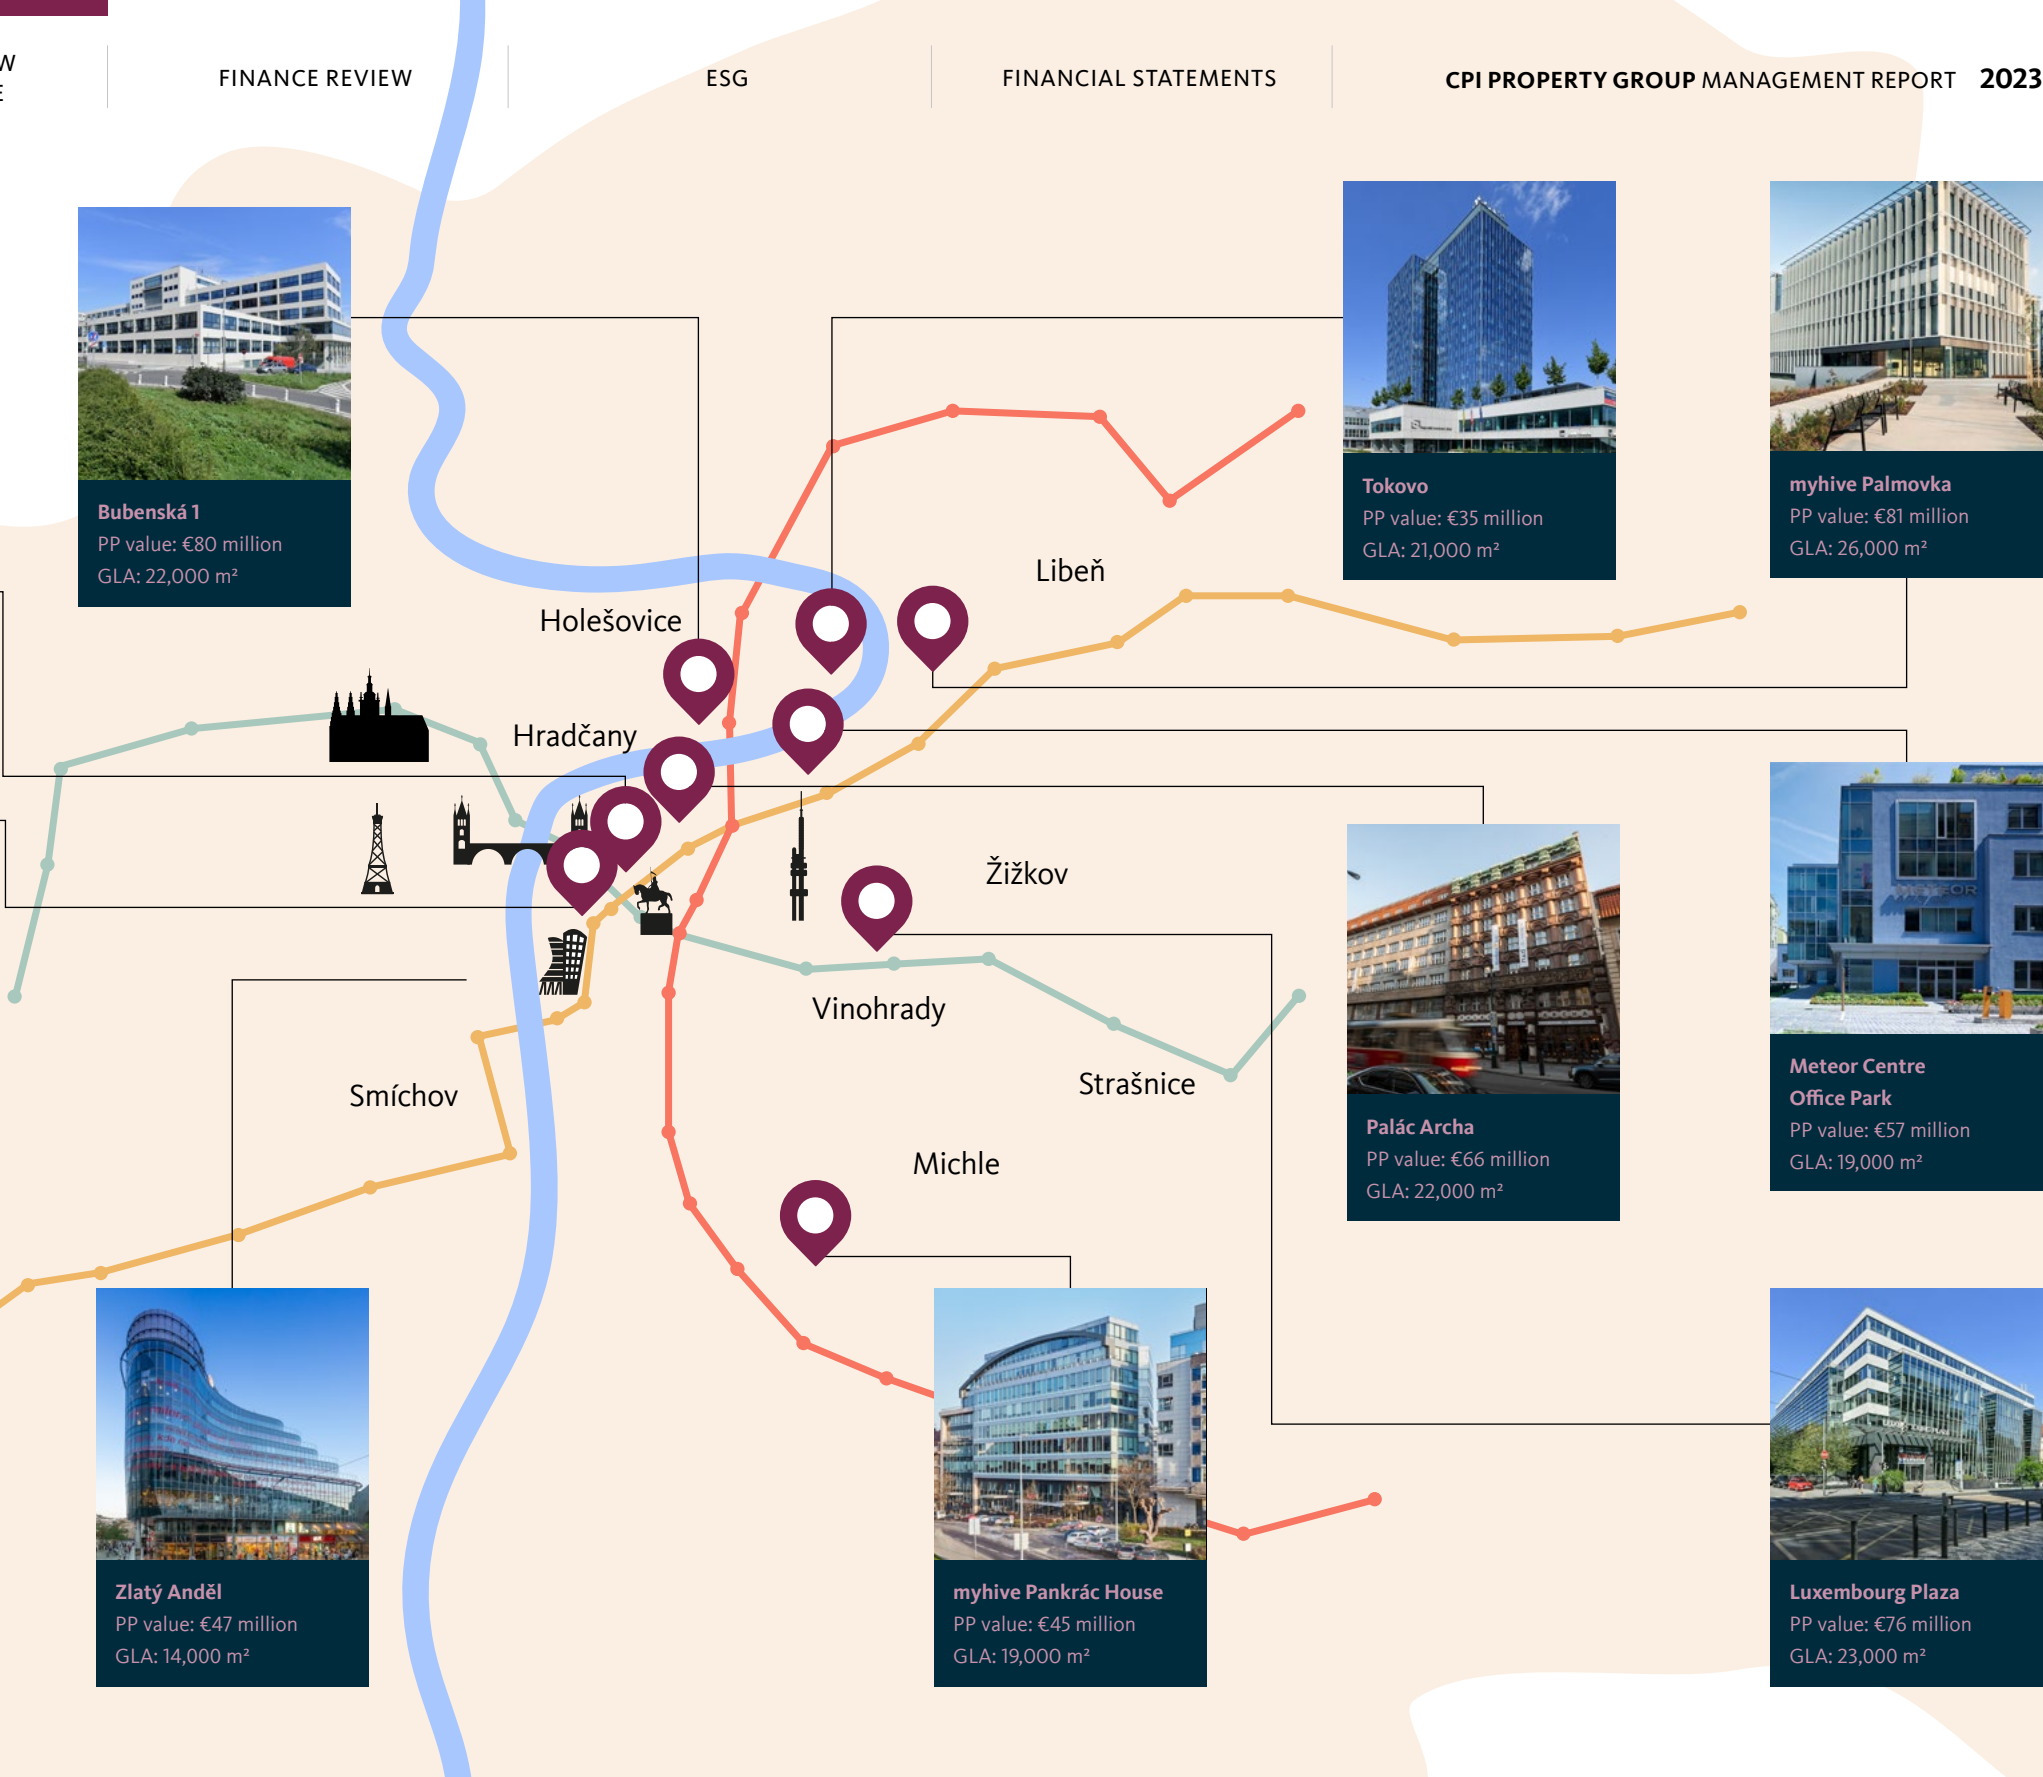 W
E
FINANCE REVIEW
ESG
FINANCIAL STATEMENTS
CPI PROPERTY GROUP MANAGEMENT REPORT 2023
Bubenská 1
PP value: €80 million
GLA: 22,000 m²
Tokovo
PP value: €35 million
GLA: 21,000 m²
myhive Palmovka
PP value: €81 million
GLA: 26,000 m²
Libeň
Holešovice
Hradčany
Žižkov
Vinohrady
Strašnice
Smíchov
Michle
METEOR
Palác Archa
PP value: €66 million
GLA: 22,000 m²
Meteor Centre
Office Park
PP value: €57 million
GLA: 19,000 m²
Zlatý Anděl
PP value: €47 million
GLA: 14,000 m²
myhive Pankrác House
PP value: €45 million
GLA: 19,000 m²
Luxembourg Plaza
PP value: €76 million
GLA: 23,000 m²